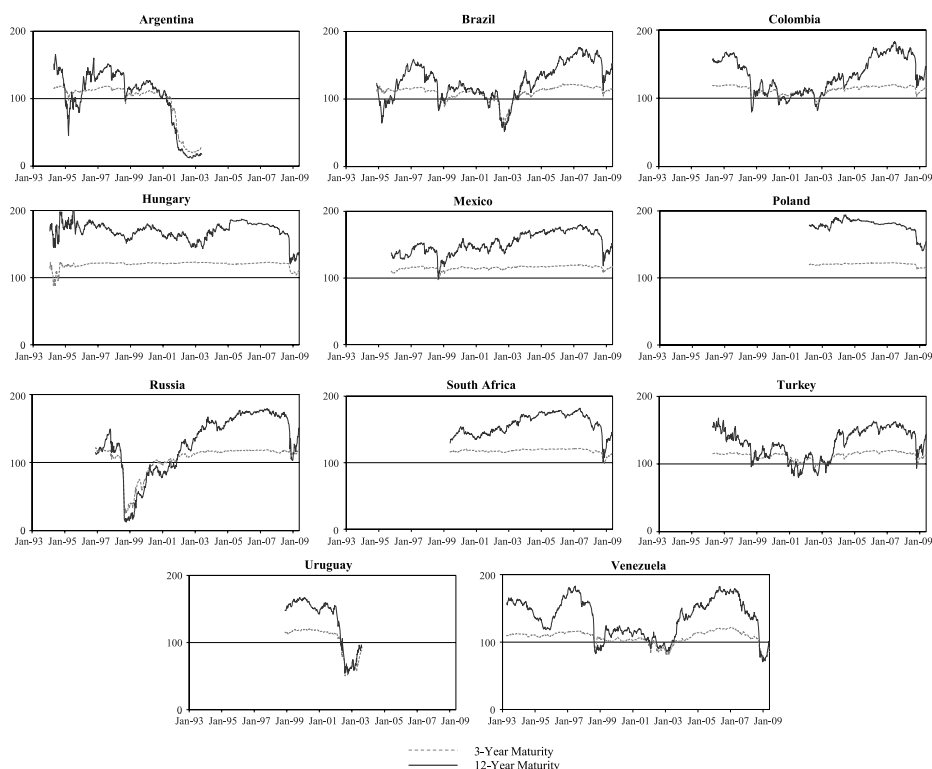 Argentina
Brazil
Colombia
200
100
0
Jan-93 Jan-95 Jan-97 Jan-99 Jan-01 Jan-03 Jan-05 Jan-07 Jan-09
200
100
0
Jan-93 Jan-95 Jan-97 Jan-99 Jan-01 Jan-03 Jan-05 Jan-07 Jan-09
200
100
0
Jan-93 Jan-95 Jan-97 Jan-99 Jan-01 Jan-03 Jan-05 Jan-07 Jan-09
Hungary
Mexico
Poland
200
100
0
Jan-93 Jan-95 Jan-97 Jan-99 Jan-01 Jan-03 Jan-05 Jan-07 Jan-09
200
100
0
Jan-93 Jan-95 Jan-97 Jan-99 Jan-01 Jan-03 Jan-05 Jan-07 Jan-09
200
100
0
Jan-93 Jan-95 Jan-97 Jan-99 Jan-01 Jan-03 Jan-05 Jan-07 Jan-09
Russia
South Africa
Turkey
200
100
0
Jan-93 Jan-95 Jan-97 Jan-99 Jan-01 Jan-03 Jan-05 Jan-07 Jan-09
200
100
0
Jan-93 Jan-95 Jan-97 Jan-99 Jan-01 Jan-03 Jan-05 Jan-07 Jan-09
200
100
0
Jan-93 Jan-95 Jan-97 Jan-99 Jan-01 Jan-03 Jan-05 Jan-07 Jan-09
Uruguay
Venezuela
200
100
0
Jan-93 Jan-95 Jan-97 Jan-99 Jan-01 Jan-03 Jan-05 Jan-07 Jan-09
200
100
0
Jan-93 Jan-95 Jan-97 Jan-99 Jan-01 Jan-03 Jan-05 Jan-07 Jan-09
3-Year Maturity
12-Year Maturity